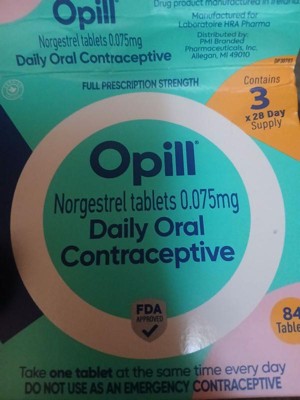 Opill®
Norgestrel tablets 0.075mg
Daily Oral Contraceptive
Drug product manufactured in Ireland
Manufactured for
Laboratoire HRA Pharma
Distributed by:
PMI Branded
Pharmaceuticals, Inc.
Allegan, MI 49010
FULL PRESCRIPTION STRENGTH
Contains
3
x 28 Day
Supply
Opill®
Norgestrel tablets 0.075mg
Daily Oral
Contraceptive
FDA
APPROVED
84
Table
Take one tablet at the same time every day
DO NOT USE AS AN EMERGENCY CONTRACEPTIVE